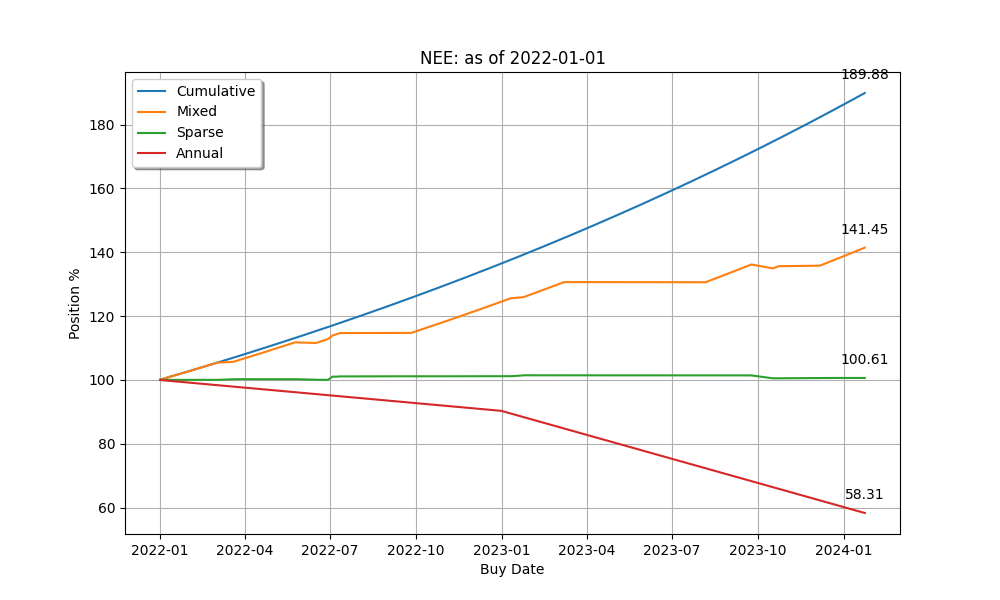 NEE: as of 2022-01-01
189.88
Cumulative
Mixed
Sparse
Annual
180
160
141.45
140
120
100.61
100
80
58.31
60
Position %
2022-01
2022-04
2022-07
2022-10
2023-01
2023-04
2023-07
2023-10
2024-01
Buy Date